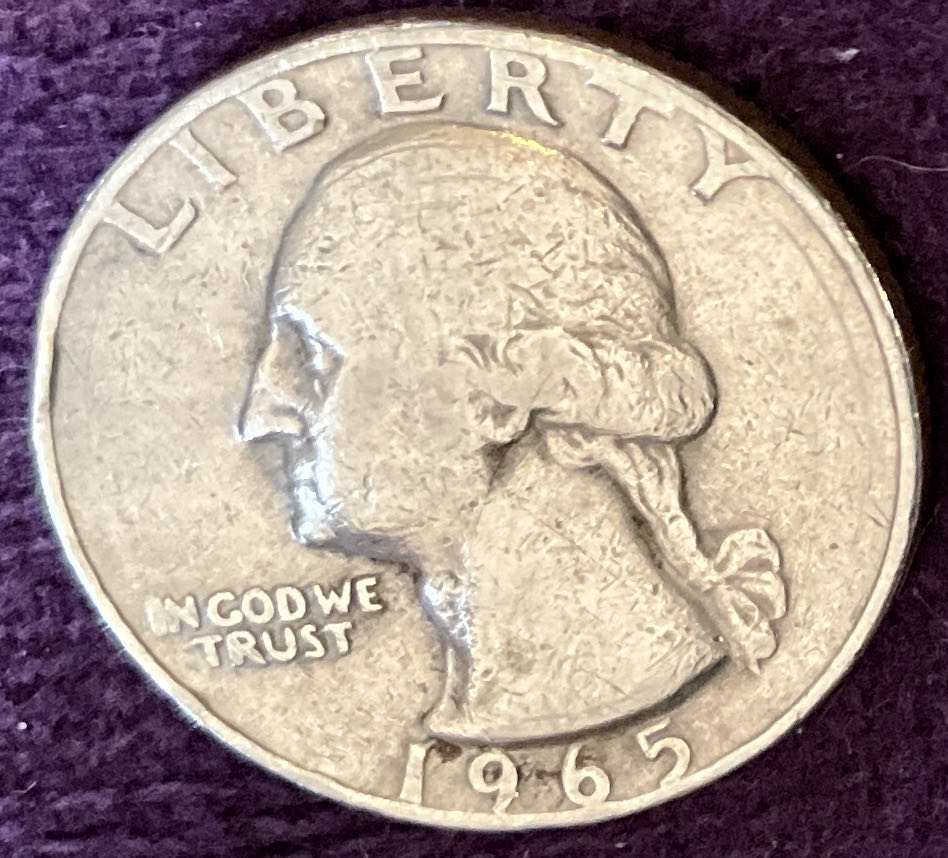 LIBERTY
IN GOD WE
TRUST
1965